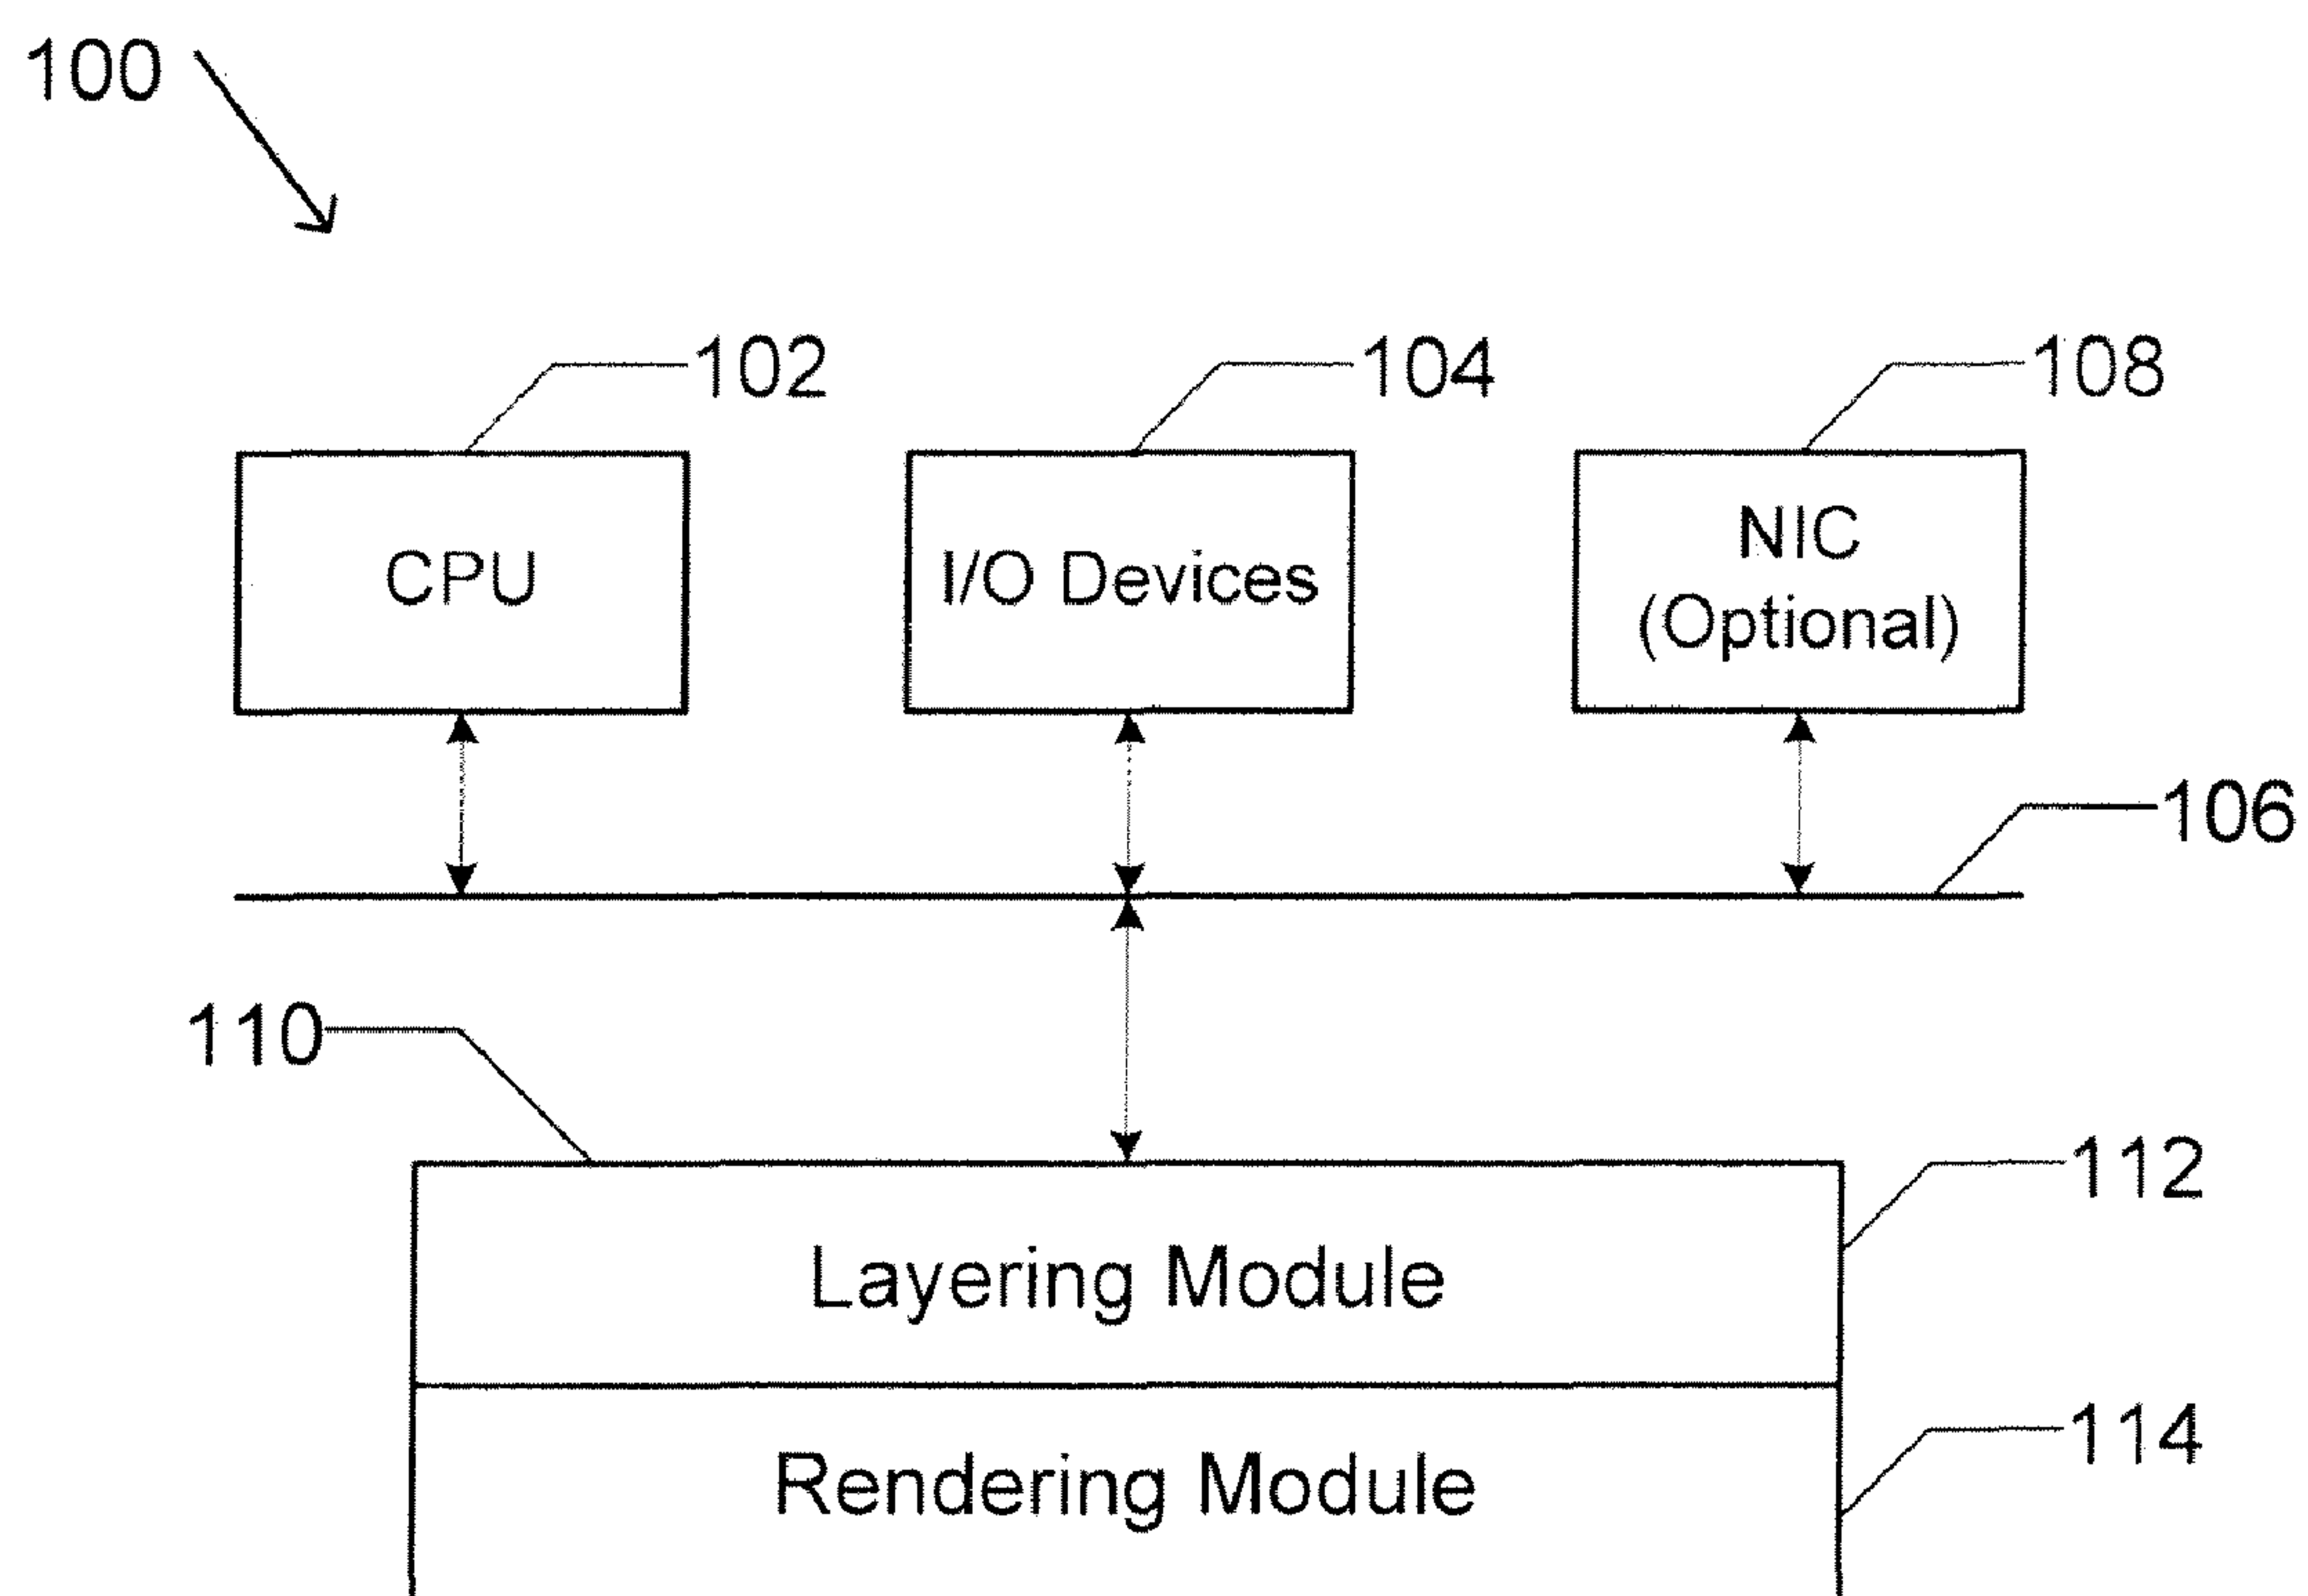 100
102
104
108
CPU
I/O Devices
NIC
(Optional)
106
110
112
Layering Module
114
Rendering Module